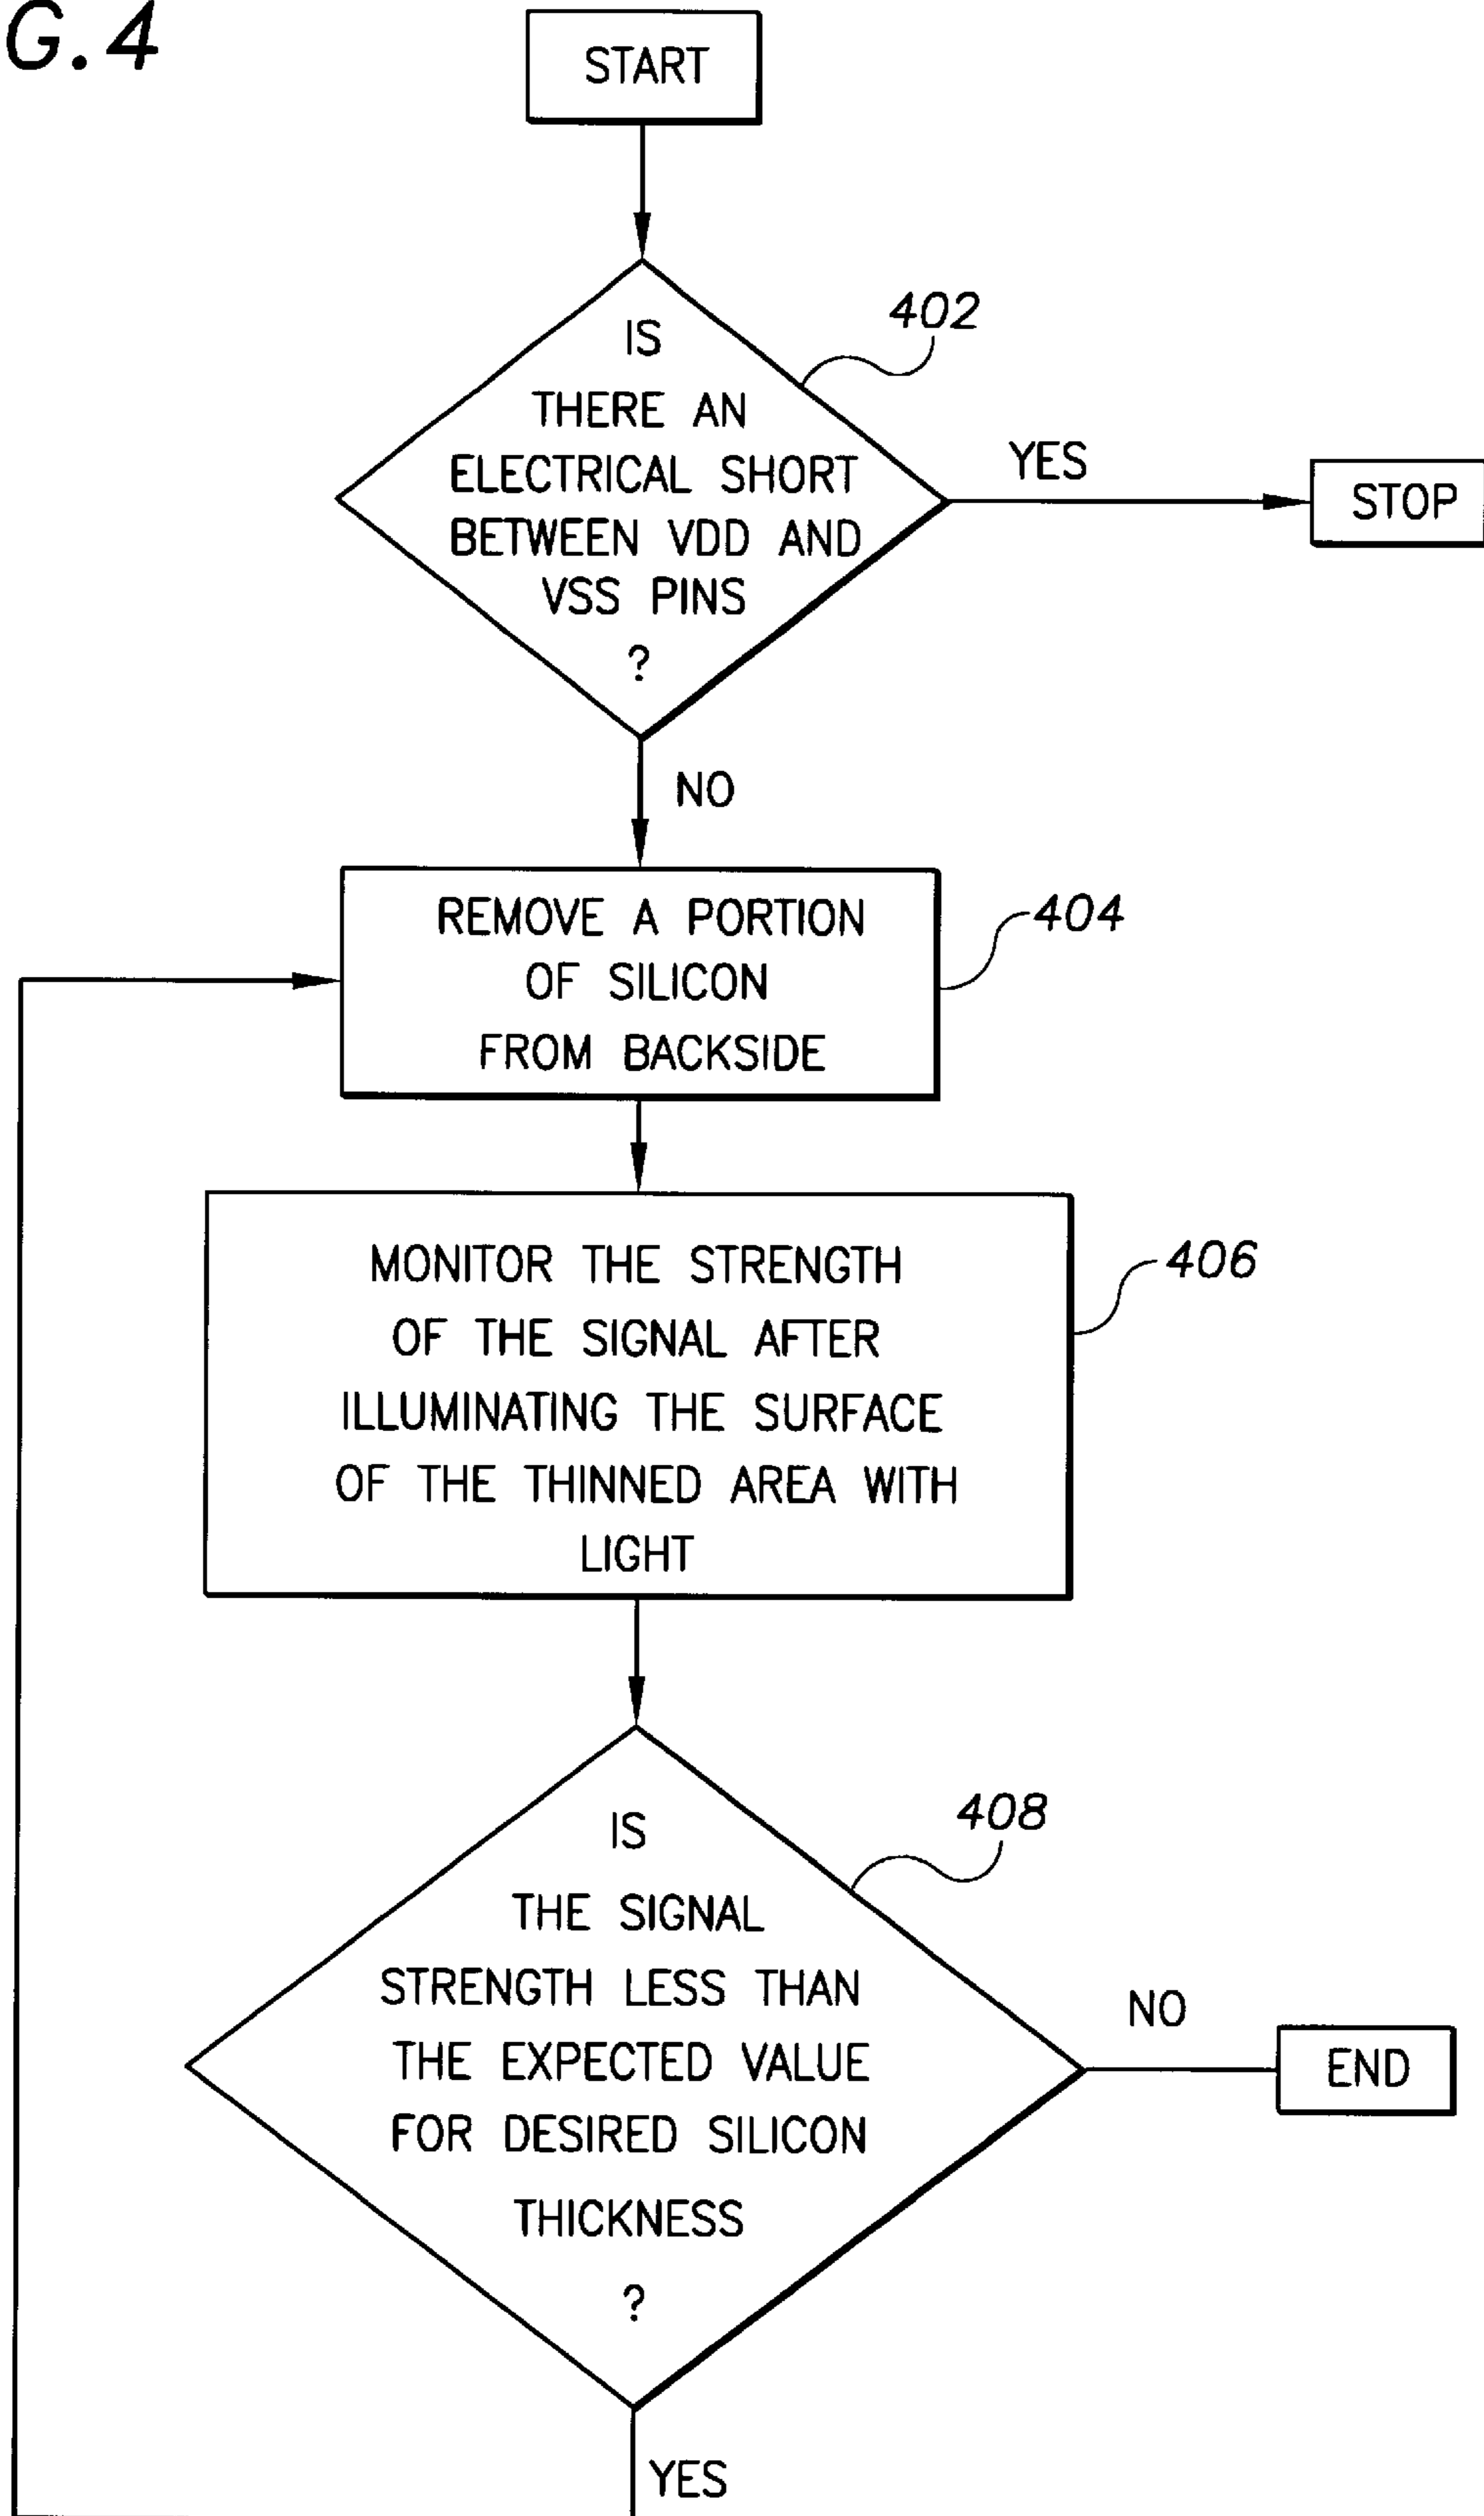 G.4
START
402
IS
THERE AN
ELECTRICAL SHORT
BETWEEN VDD AND
VSS PINS
?
YES
STOP
NO
REMOVE A PORTION
OF SILICON
FROM BACKSIDE
404
MONITOR THE STRENGTH
OF THE SIGNAL AFTER
ILLUMINATING THE SURFACE
OF THE THINNED AREA WITH
LIGHT
406
408
IS
THE SIGNAL
STRENGTH LESS THAN
THE EXPECTED VALUE
FOR DESIRED SILICON
THICKNESS
?
NO
END
YES